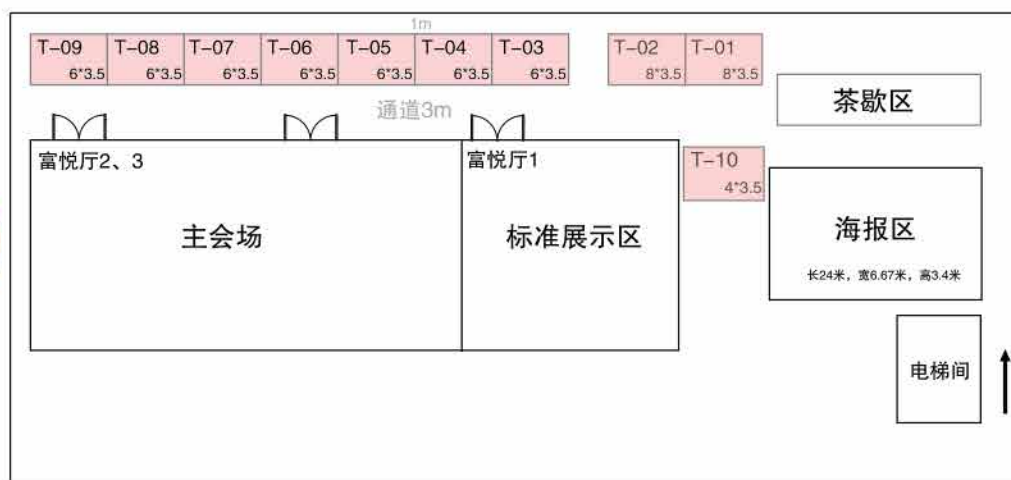 1m
T-09 T-08 T-07 T-06 T-05 T-04 T-03 T-02 T-01
6*3.5 6*3.5 6*3.5 6*3.5 6*3.5 6*3.5 6*3.5 8*3.5 8*3.5
茶歇区
通道3m
富悦厅2、3
富悦厅1
T-10
4*3.5
主会场
标准展示区
海报区
长24米，宽6.67米，高3.4米
电梯间